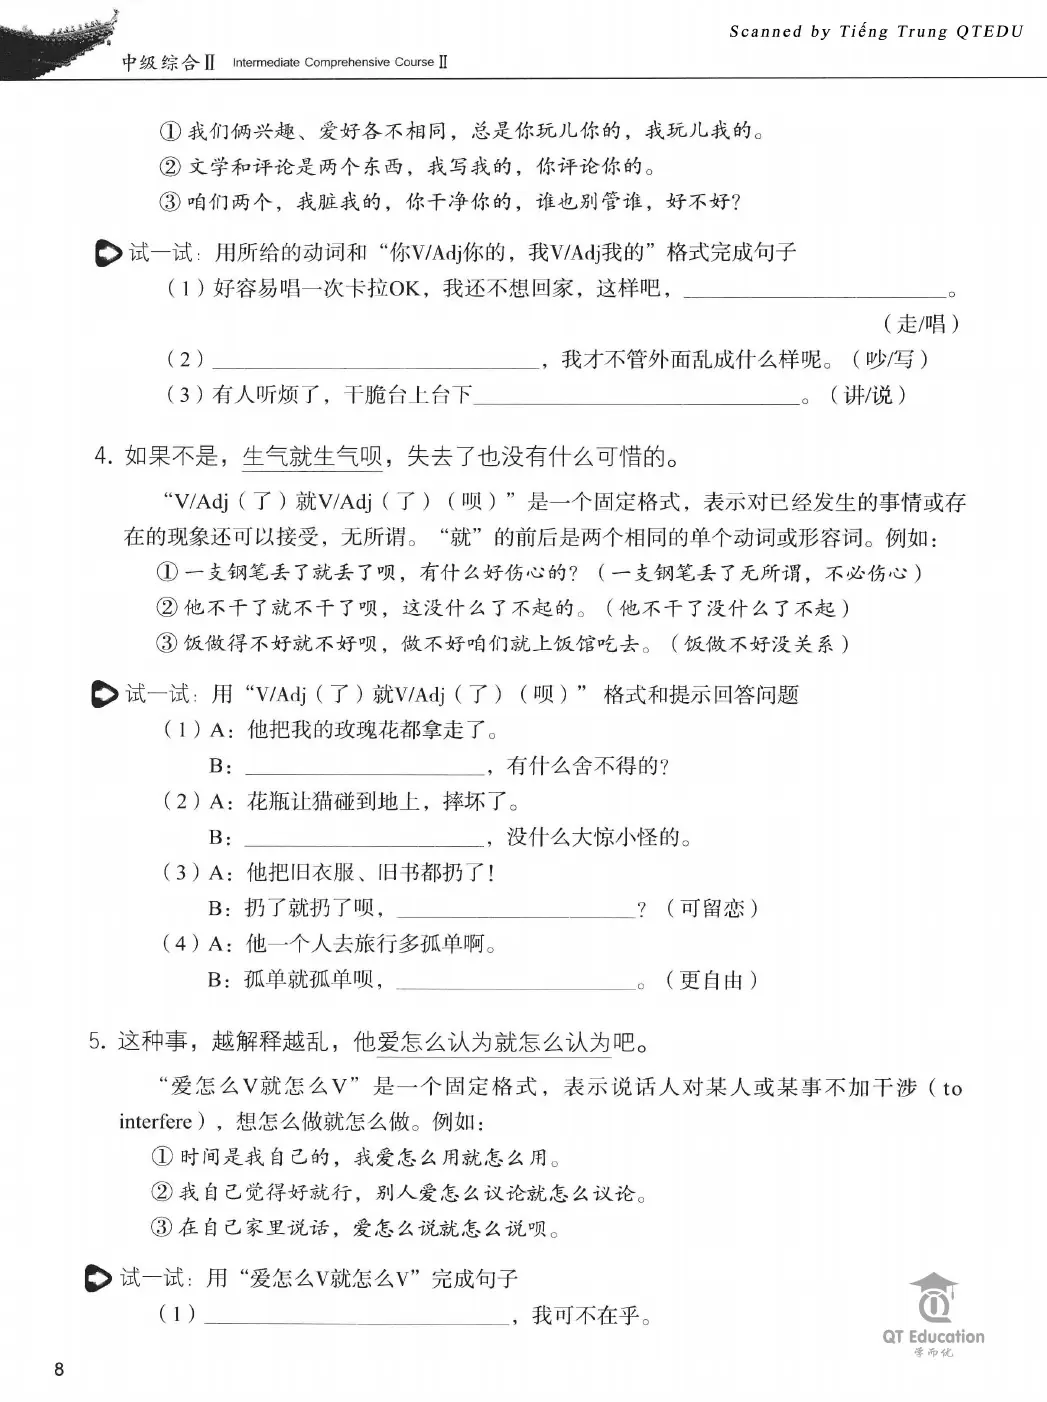 Scanned by Tiếng Trung QTEDU
中级综合Ⅱ Intermediate Comprehensive Course Ⅱ
①我们俩兴趣、爱好各不相同，总是你玩儿你的，我玩儿我的。
②文学和评论是两个东西，我写我的，你评论你的。
③咱们两个，我脏我的，你干净你的，谁也别管谁，好不好？
试一试：用所给的动词和“你V/Adj你的，我V/Adj我的”格式完成句子
（1）好容易唱一次卡拉OK，我还不想回家，这样吧，____________________。
（走/唱）
（2）____________________，我才不管外面乱成什么样呢。（吵/写）
（3）有人听烦了，干脆台上台下____________________。（讲/说）
4. 如果不是，生气就生气呗，失去了也没有什么可惜的。
“V/Adj（了）就V/Adj（了）（呗）”是一个固定格式，表示对已经发生的事情或存
在的现象还可以接受，无所谓。“就”的前后是两个相同的单个动词或形容词。例如：
①一支钢笔丢了就丢了呗，有什么好伤心的？（一支钢笔丢了无所谓，不必伤心）
②他不干了就不干了呗，这没什么了不起的。（他不干了没什么了不起）
③饭做得不好就不好呗，做不好咱们就上饭馆吃去。（饭做不好没关系）
试一试：用“V/Adj（了）就V/Adj（了）（呗）”格式和提示回答问题
（1）A：他把我的玫瑰花都拿走了。
B：____________________，有什么舍不得的？
（2）A：花瓶让猫碰到地上，摔坏了。
B：____________________，没什么大惊小怪的。
（3）A：他把旧衣服、旧书都扔了！
B：扔了就扔了呗，____________________？（可留恋）
（4）A：他一个人去旅行多孤单啊。
B：孤单就孤单呗，____________________。（更自由）
5. 这种事，越解释越乱，他爱怎么认为就怎么认为吧。
“爱怎么V就怎么V”是一个固定格式，表示说话人对某人或某事不加干涉（to
interfere），想怎么做就怎么做。例如：
①时间是我自己的，我爱怎么用就怎么用。
②我自己觉得好就行，别人爱怎么议论就怎么议论。
③在自己家里说话，爱怎么说就怎么说呗。
试一试：用“爱怎么V就怎么V”完成句子
（1）____________________，我可不在乎。
QT Education
学而优
8